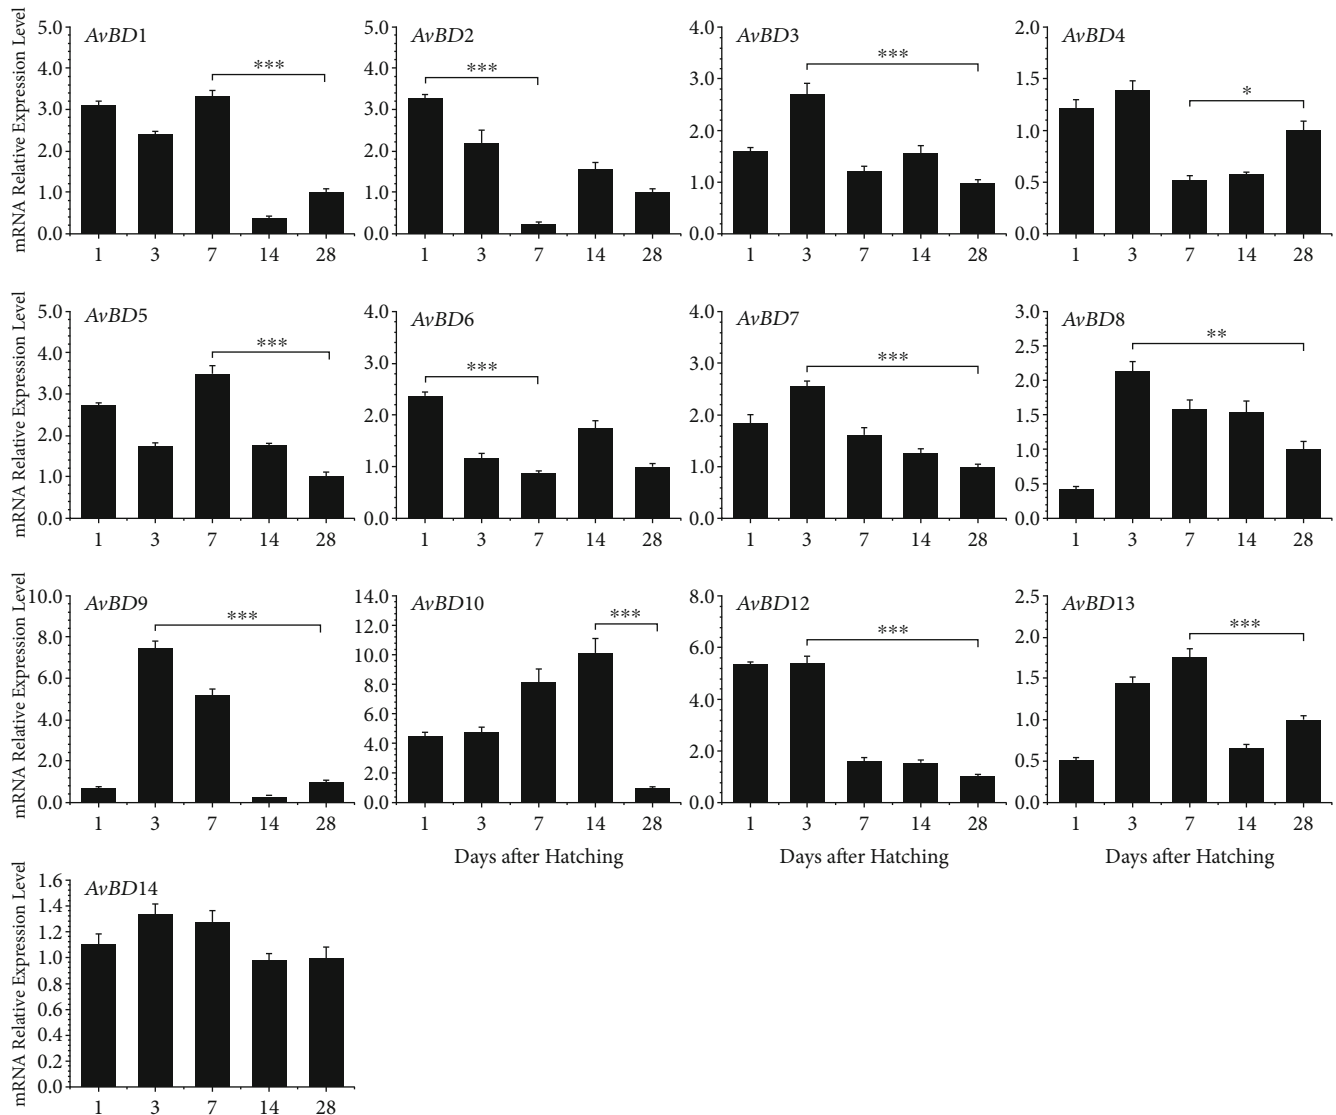 mRNA Relative Expression Level
AvBD1
5.0
4.0
3.0
2.0
1.0
0.0
***
1 3 7 14 28
AvBD2
5.0
4.0
3.0
2.0
1.0
0.0
***
1 3 7 14 28
AvBD3
4.0
3.0
2.0
1.0
0.0
***
1 3 7 14 28
AvBD4
2.0
1.5
1.0
0.5
0.0
*
1 3 7 14 28
mRNA Relative Expression Level
AvBD5
5.0
4.0
3.0
2.0
1.0
0.0
***
1 3 7 14 28
AvBD6
4.0
3.0
2.0
1.0
0.0
***
1 3 7 14 28
AvBD7
4.0
3.0
2.0
1.0
0.0
***
1 3 7 14 28
AvBD8
3.0
2.5
2.0
1.5
1.0
0.5
0.0
**
1 3 7 14 28
mRNA Relative Expression Level
AvBD9
10.0
8.0
6.0
4.0
2.0
0.0
***
1 3 7 14 28
AvBD10
14.0
12.0
10.0
8.0
6.0
4.0
2.0
0.0
***
1 3 7 14 28
Days after Hatching
AvBD12
8.0
6.0
4.0
2.0
0.0
***
1 3 7 14 28
Days after Hatching
AvBD13
2.5
2.0
1.5
1.0
0.5
0.0
***
1 3 7 14 28
Days after Hatching
mRNA Relative Expression Level
AvBD14
1.6
1.4
1.2
1.0
0.8
0.6
0.4
0.2
0.0
1 3 7 14 28